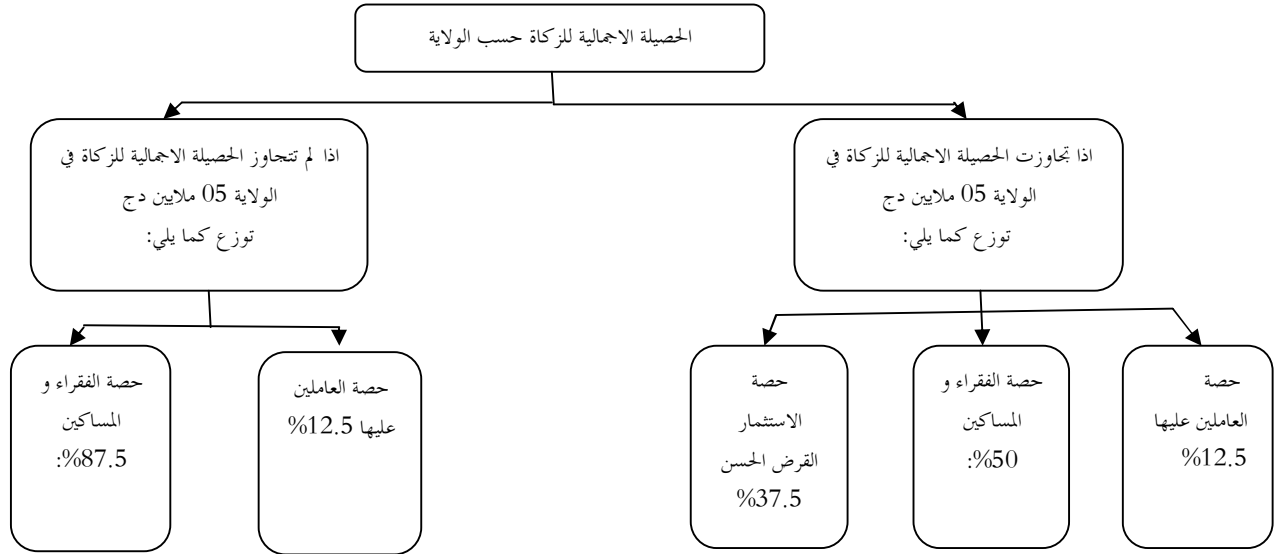 الحصيلة الاجمالية للزكاة حسب الولاية
اذا تجاوزت الحصيلة الاجمالية للزكاة في
الولاية 05 ملايين دج
توزع كما يلي:
اذا لم تتجاوز الحصيلة الاجمالية للزكاة في
الولاية 05 ملايين دج
توزع كما يلي:
حصة
العاملين عليها
%12.5
حصة الفقراء و
المساكين
%50:
حصة
الاستثمار
القرض الحسن
%37.5
حصة العاملين
عليها 12.5%
حصة الفقراء و
المساكين
%87.5: